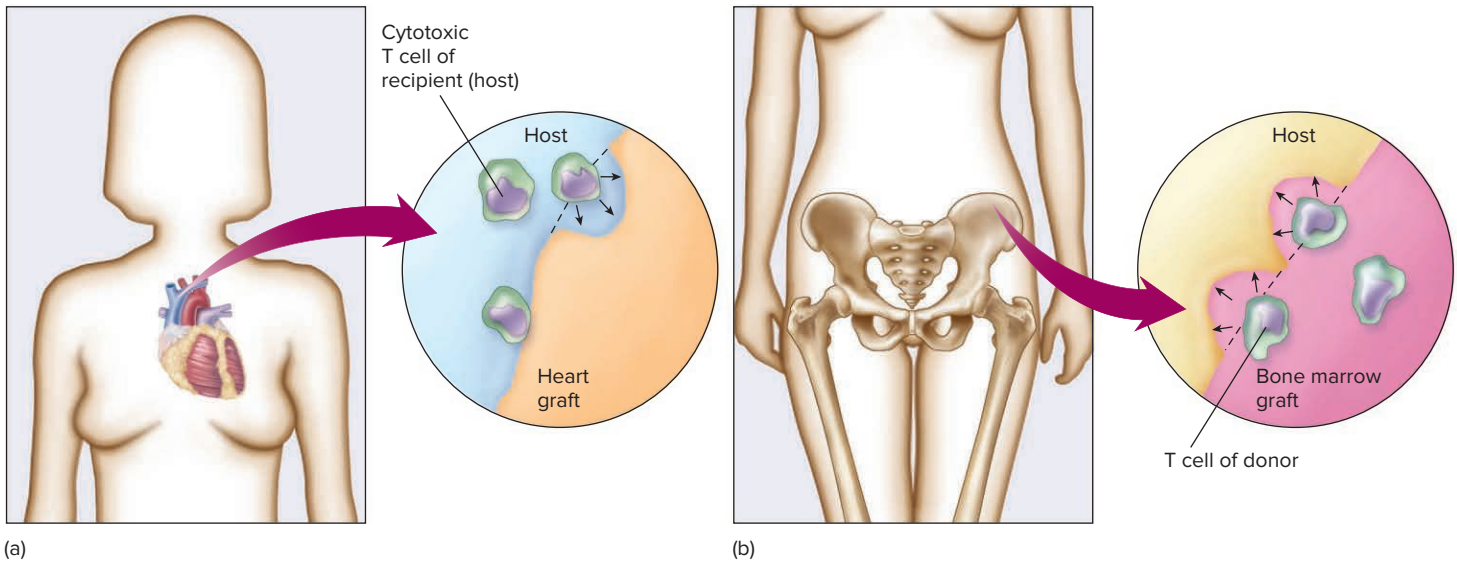 Cytotoxic
T cell of
recipient (host)
Host
Heart
graft
(a)
Host
Bone marrow
graft
T cell of donor
(b)